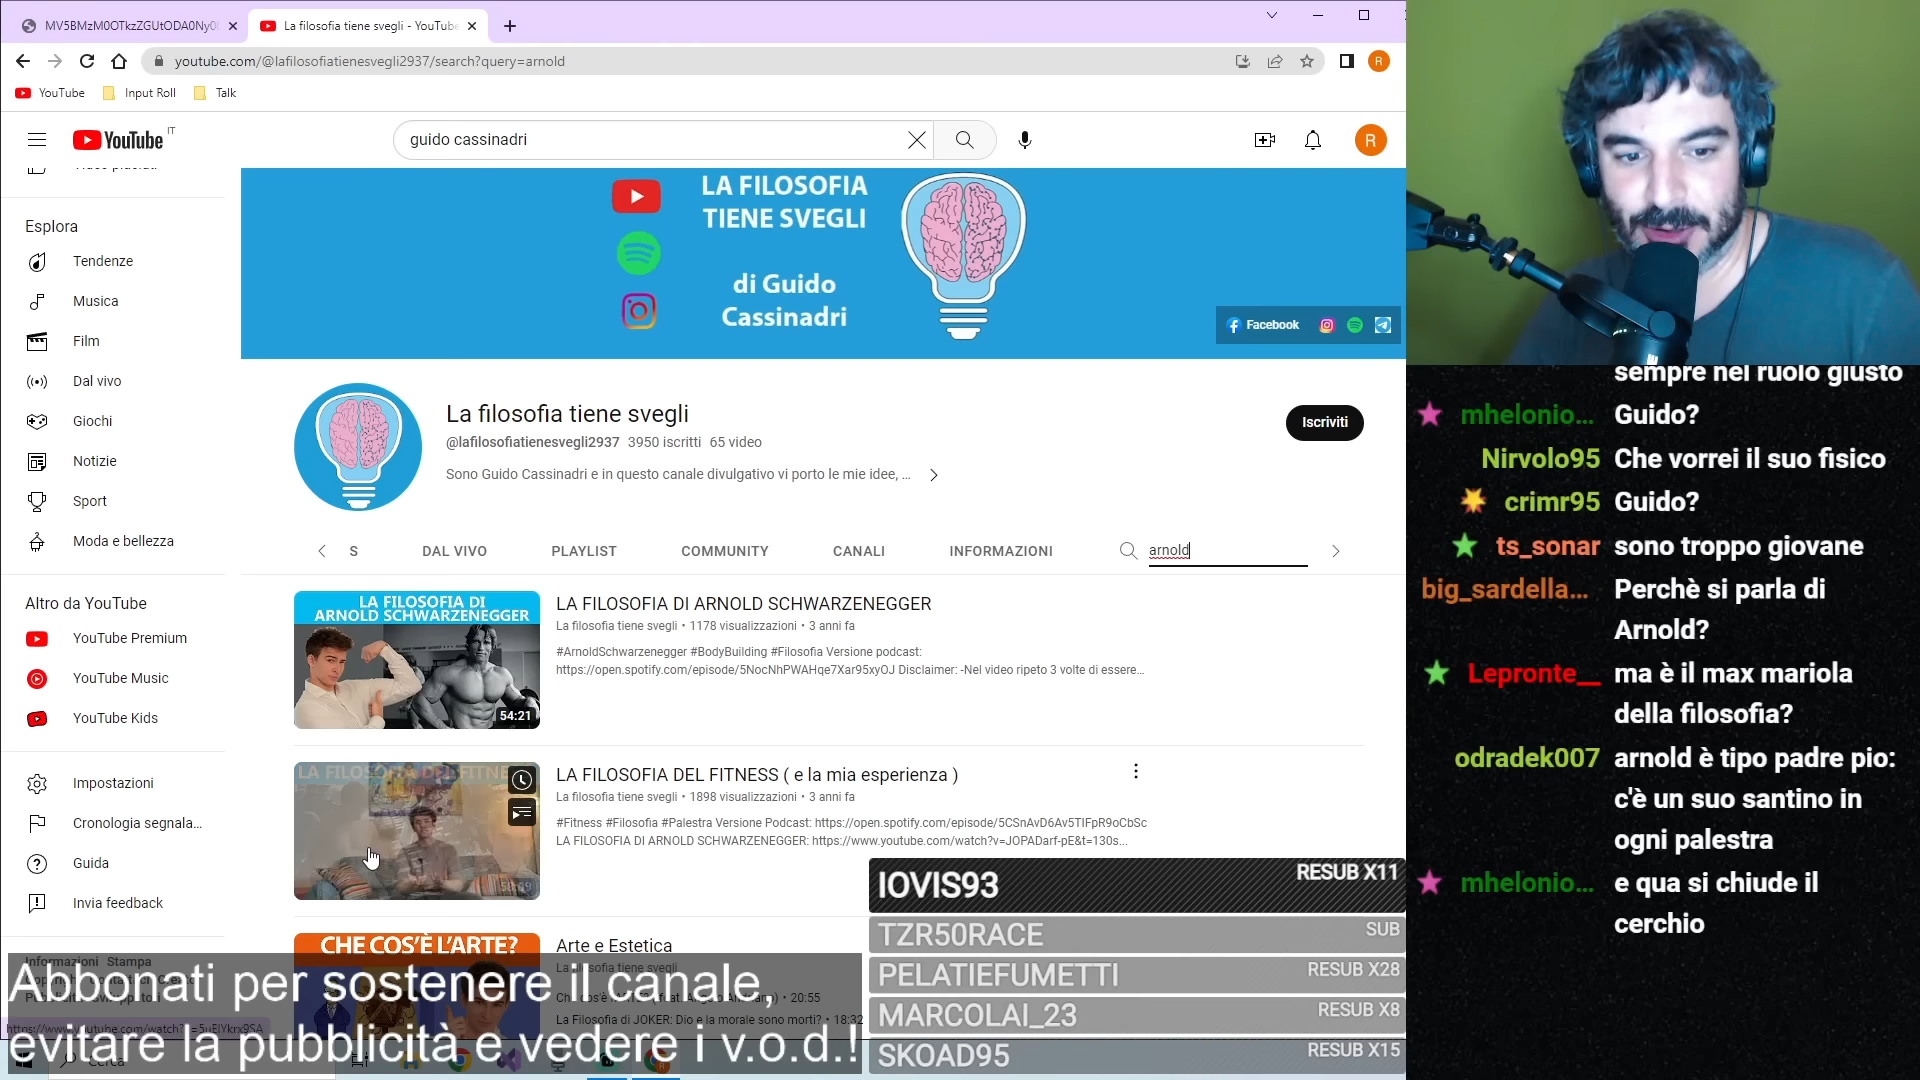 MV5BMzM0OTkzZGUtODA0Ny00
La filosofia tiene svegli - YouTube
youtube.com/@lafilosofiatienesvegli2937/search?query=arnold
R
YouTube
Input Roll
Talk
YouTube IT
guido cassinadri
R
Esplora
Tendenze
Musica
Film
Dal vivo
Giochi
Notizie
Sport
Moda e bellezza
Altro da YouTube
YouTube Premium
YouTube Music
YouTube Kids
Impostazioni
Cronologia segnala...
Guida
Invia feedback
Informazioni Stampa
LA FILOSOFIA
TIENE SVEGLI
di Guido
Cassinadri
Facebook
La filosofia tiene svegli
@lafilosofiatienesvegli2937 3950 iscritti 65 video
Sono Guido Cassinadri e in questo canale divulgativo vi porto le mie idee, ...
Iscriviti
S
DAL VIVO
PLAYLIST
COMMUNITY
CANALI
INFORMAZIONI
arnold
LA FILOSOFIA DI
ARNOLD SCHWARZENEGGER
54:21
LA FILOSOFIA DI ARNOLD SCHWARZENEGGER
La filosofia tiene svegli • 1178 visualizzazioni • 3 anni fa
#ArnoldSchwarzenegger #BodyBuilding #Filosofia Versione podcast:
https://open.spotify.com/episode/5NocNhPWAHqe7Xar95xyOJ Disclaimer: -Nel video ripeto 3 volte di essere...
LA FILOSOFIA DEL FITNE
LA FILOSOFIA DEL FITNESS ( e la mia esperienza )
La filosofia tiene svegli • 1898 visualizzazioni • 3 anni fa
#Fitness #Filosofia #Palestra Versione Podcast: https://open.spotify.com/episode/5CSnAvD6Av5TIFpR9oCbSc
LA FILOSOFIA DI ARNOLD SCHWARZENEGGER: https://www.youtube.com/watch?v=JOPADarf-pE&t=130s...
CHE COS'È L'ARTE?
Arte e Estetica
La filosofia tiene svegli
20:55
La Filosofia di JOKER: Dio e la morale sono morti? • 18:32
Abbonati per sostenere il canale,
evitare la pubblicità e vedere i v.o.d.!
Cerca
IOVIS93 RESUB X11
TZR50RACE SUB
PELATIEFUMETTI RESUB X28
MARCOLAI_23 RESUB X8
SKOAD95 RESUB X15
sempre nel ruolo giusto
mhelonio... Guido?
Nirvolo95 Che vorrei il suo fisico
crimr95 Guido?
ts_sonar sono troppo giovane
big_sardella... Perchè si parla di
Arnold?
Lepronte__ ma è il max mariola
della filosofia?
odradek007 arnold è tipo padre pio:
c'è un suo santino in
ogni palestra
mhelonio... e qua si chiude il
cerchio